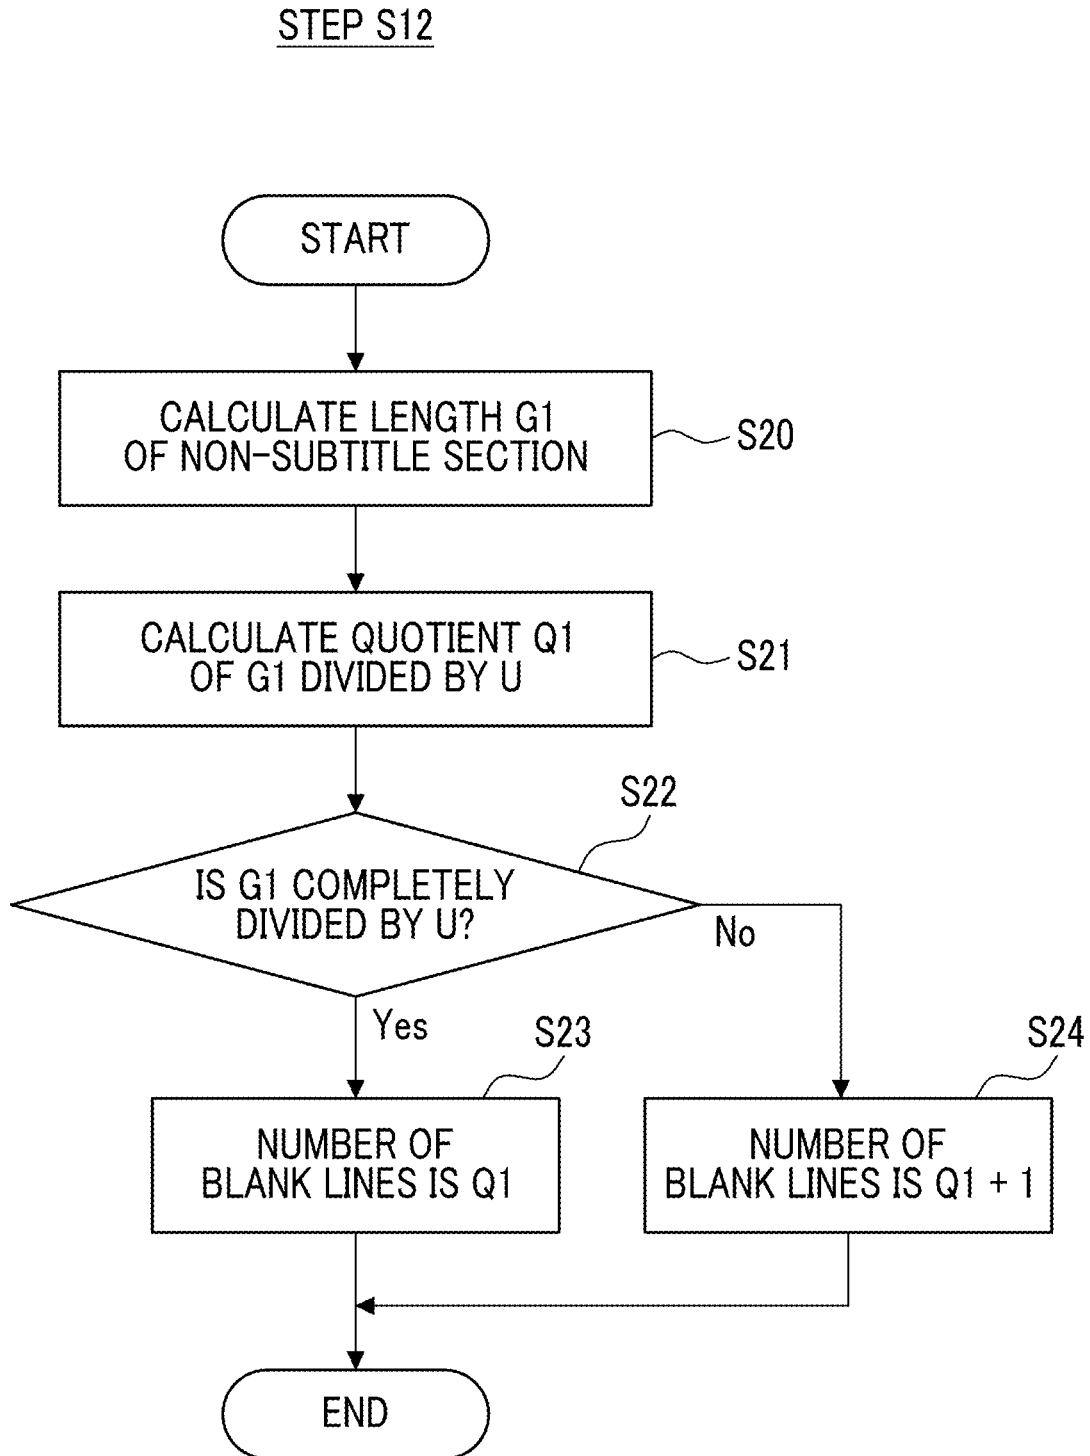 STEP S12
START
CALCULATE LENGTH G1
OF NON-SUBTITLE SECTION
S20
CALCULATE QUOTIENT Q1
OF G1 DIVIDED BY U
S21
S22
IS G1 COMPLETELY
DIVIDED BY U?
No
Yes
S23
S24
NUMBER OF
BLANK LINES IS Q1
NUMBER OF
BLANK LINES IS Q1 + 1
END